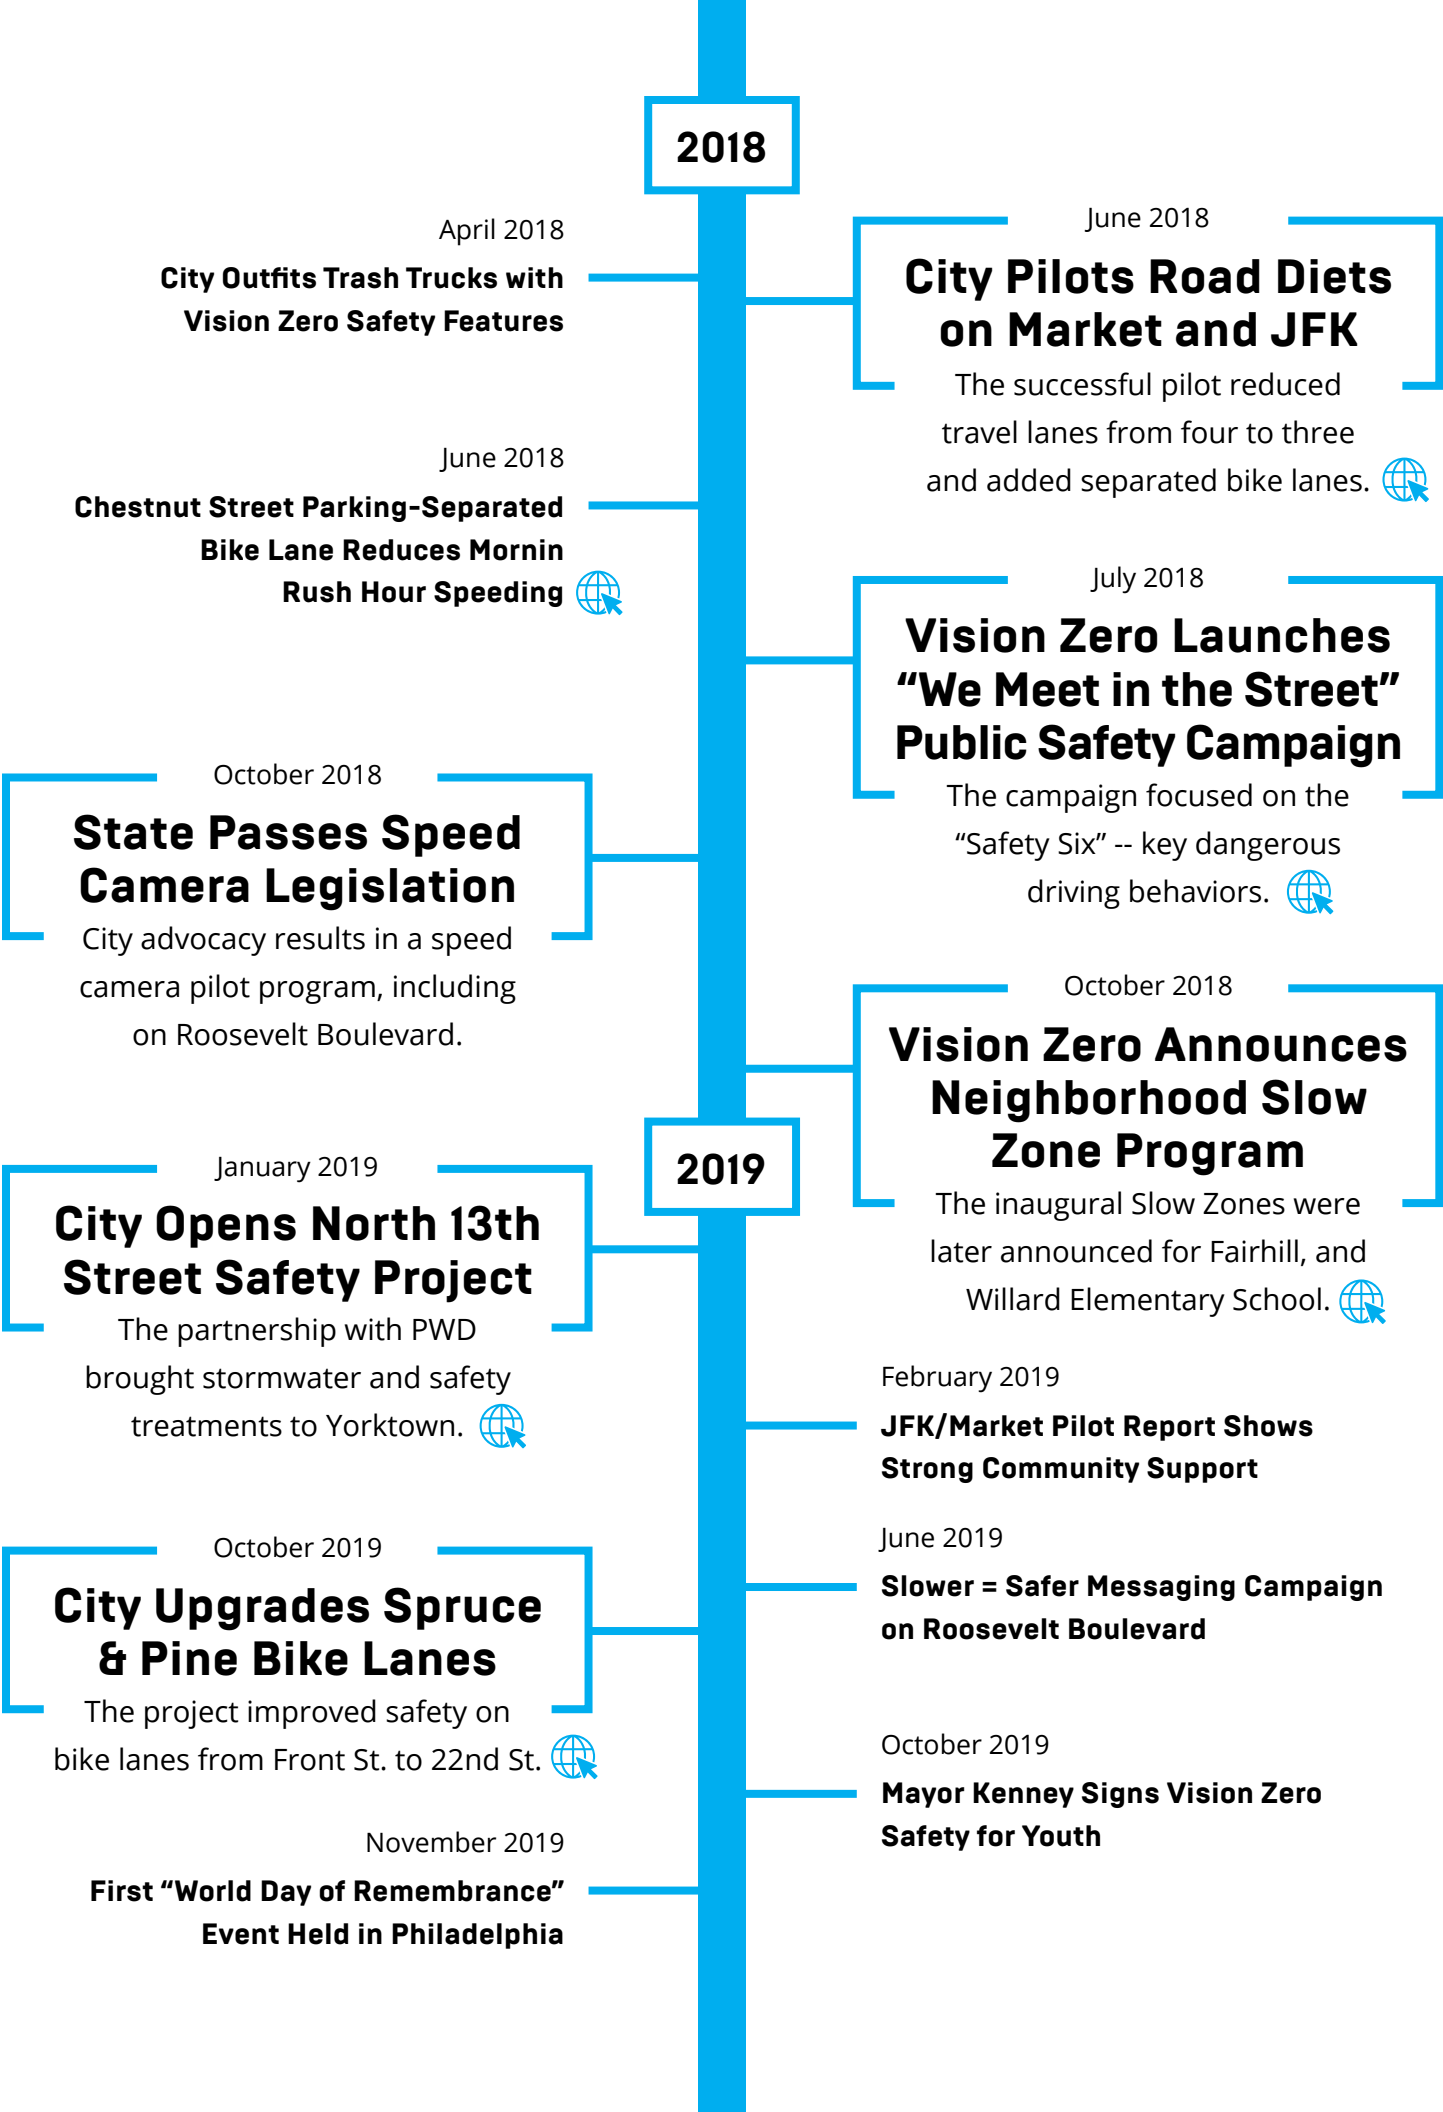 2018
April 2018
City Outfits Trash Trucks with
Vision Zero Safety Features
June 2018
City Pilots Road Diets
on Market and JFK
The successful pilot reduced
travel lanes from four to three
and added separated bike lanes.
June 2018
Chestnut Street Parking-Separated
Bike Lane Reduces Mornin
Rush Hour Speeding
July 2018
Vision Zero Launches
“We Meet in the Street”
Public Safety Campaign
The campaign focused on the
“Safety Six” -- key dangerous
driving behaviors.
October 2018
State Passes Speed
Camera Legislation
City advocacy results in a speed
camera pilot program, including
on Roosevelt Boulevard.
October 2018
Vision Zero Announces
Neighborhood Slow
Zone Program
The inaugural Slow Zones were
later announced for Fairhill, and
Willard Elementary School.
2019
January 2019
City Opens North 13th
Street Safety Project
The partnership with PWD
brought stormwater and safety
treatments to Yorktown.
February 2019
JFK/Market Pilot Report Shows
Strong Community Support
June 2019
Slower = Safer Messaging Campaign
on Roosevelt Boulevard
October 2019
City Upgrades Spruce
& Pine Bike Lanes
The project improved safety on
bike lanes from Front St. to 22nd St.
October 2019
Mayor Kenney Signs Vision Zero
Safety for Youth
November 2019
First “World Day of Remembrance”
Event Held in Philadelphia